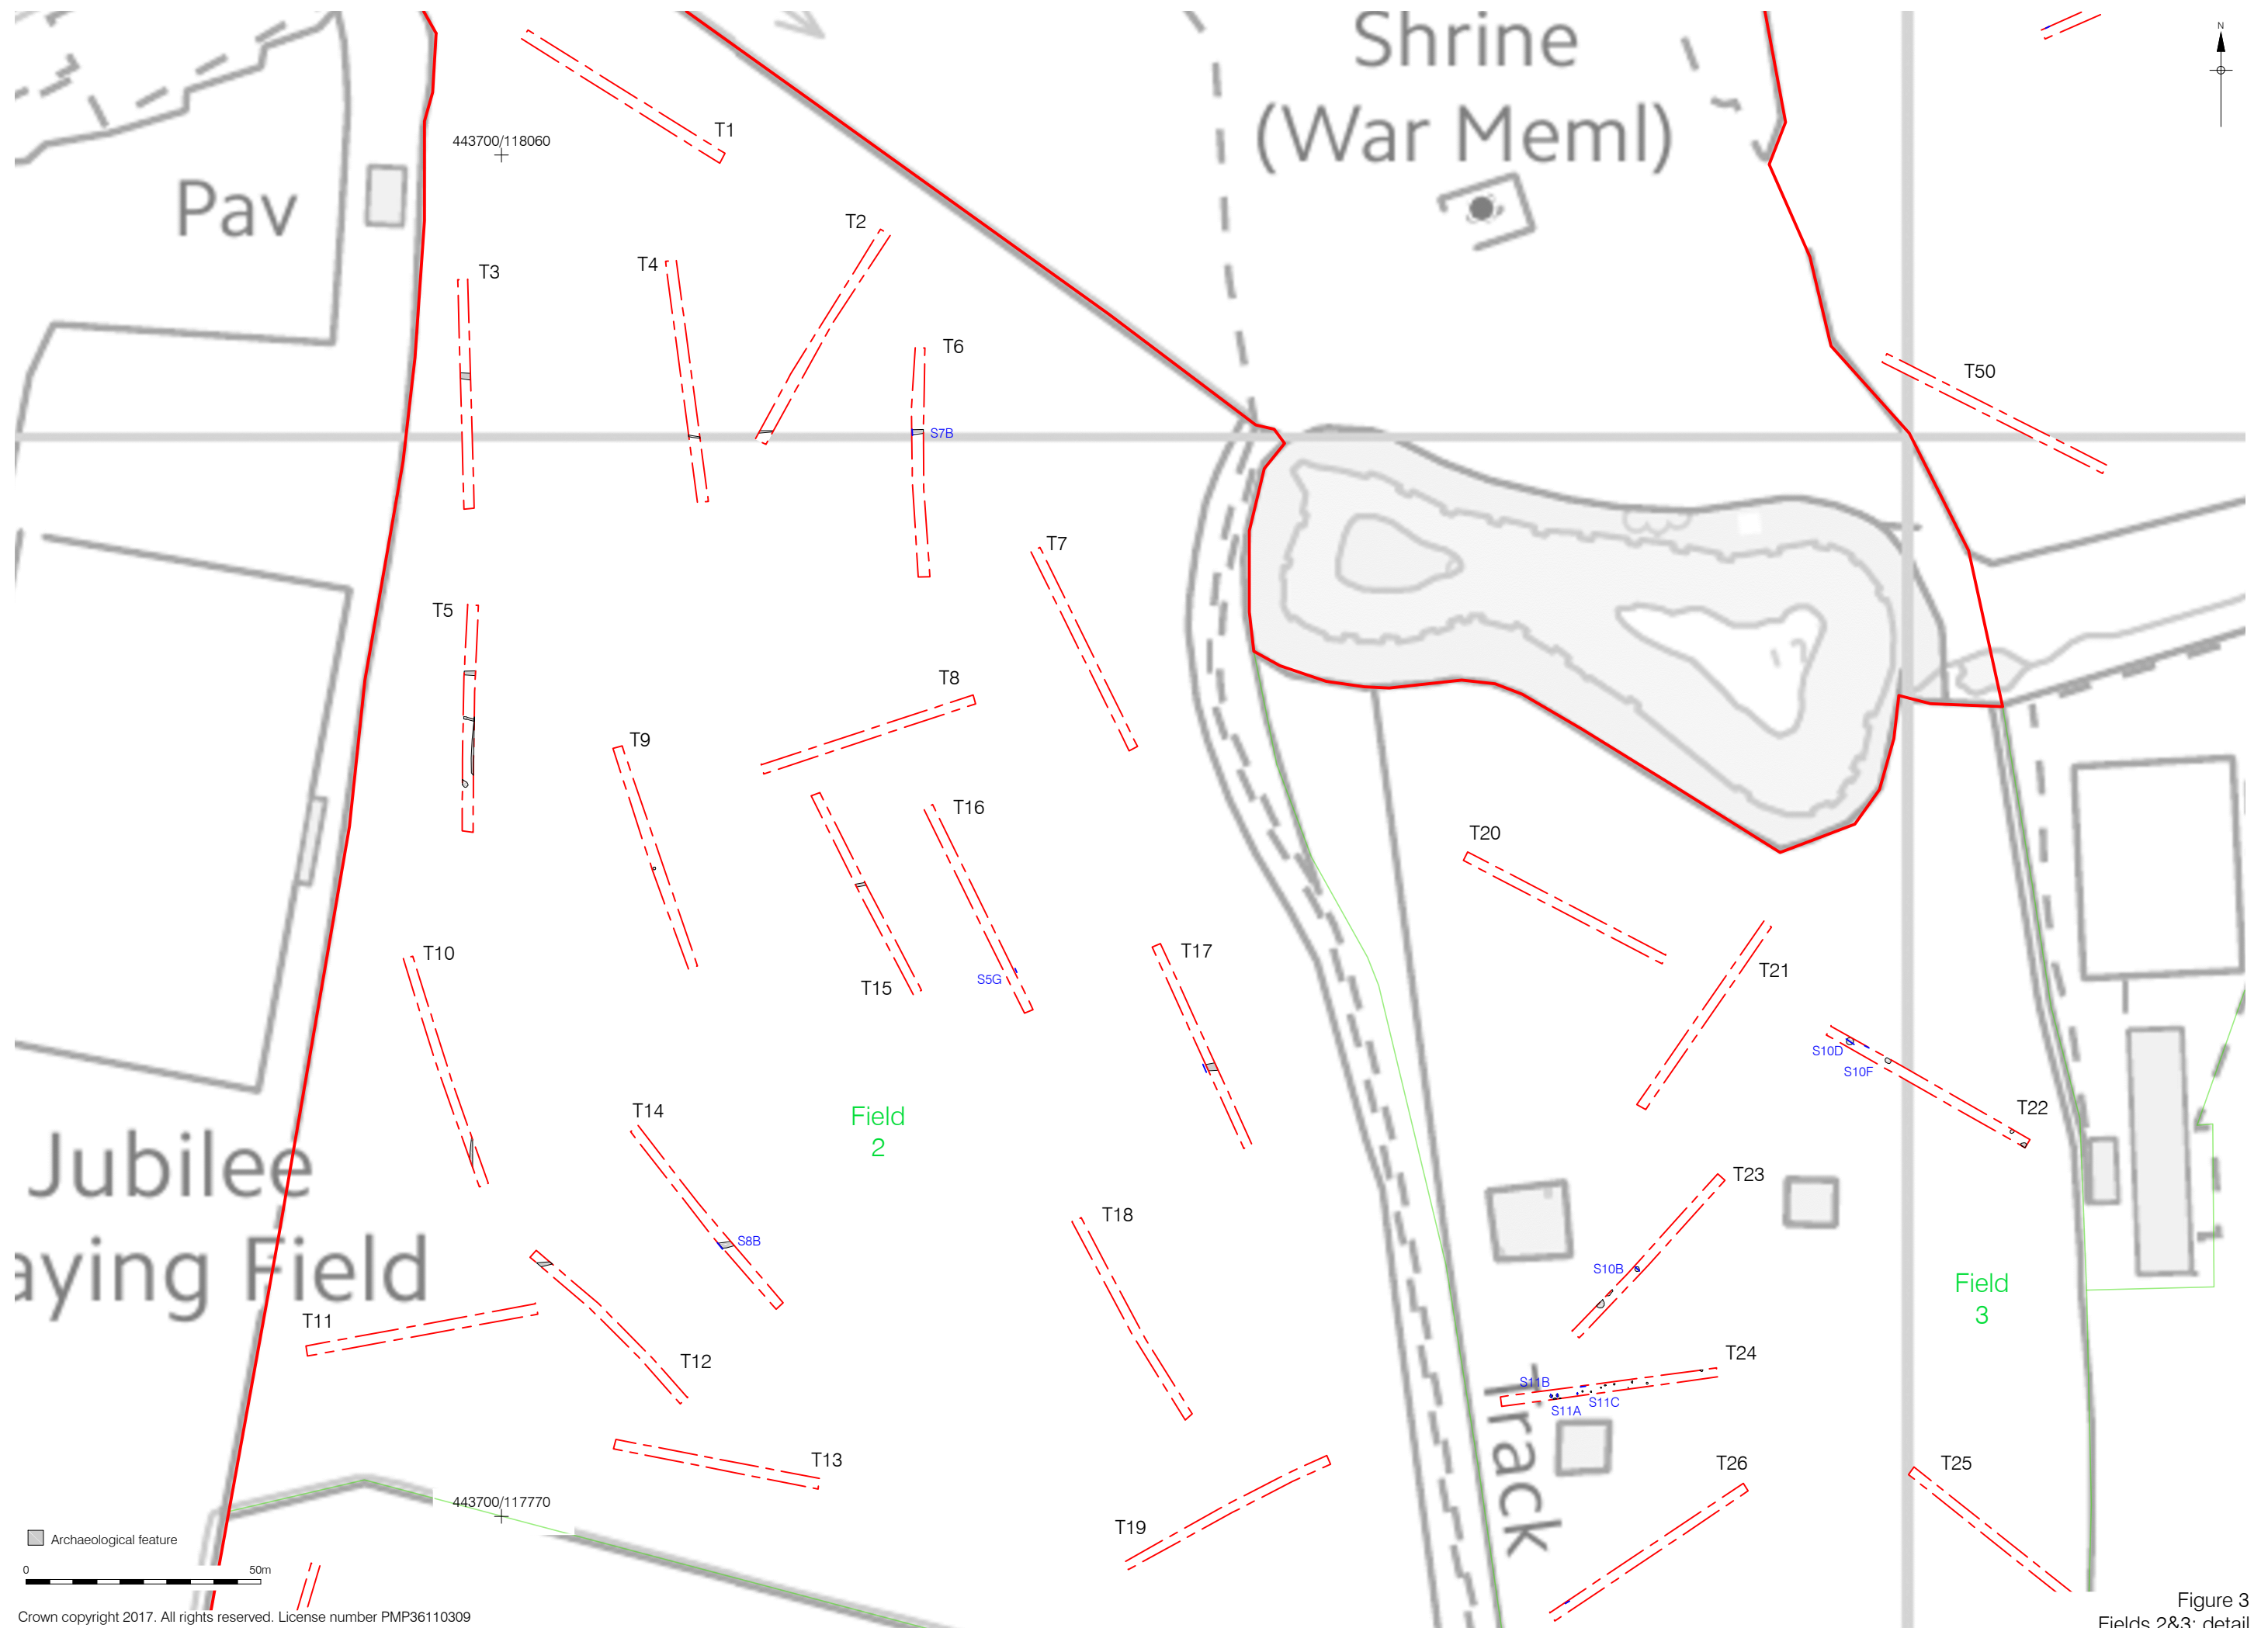 Shrine
(War Meml)
N
T1
443700/118060
Pav
T2
T3
T4
T6
T50
S7B
T7
T5
T8
T9
T16
T20
T10
T17
T21
S5G
T15
S10D
S10F
T22
T14
Field
2
Jubilee
T23
T18
S8B
S10B
aying Field
Field
3
T11
T12
T24
S11B
S11A
S11C
Track
T13
T26
T25
443700/117770
T19
Archaeological feature
0
50m
Figure 3
Fields 2&3: detail
Crown copyright 2017. All rights reserved. License number PMP36110309